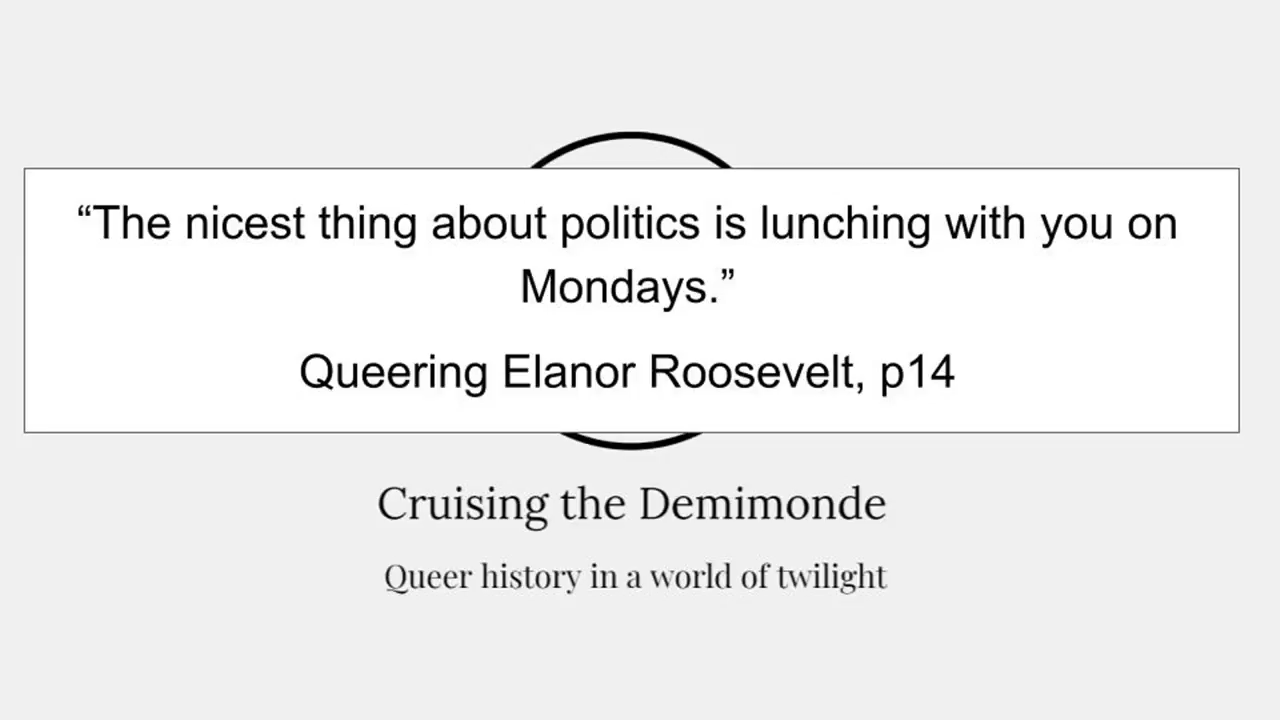 “The nicest thing about politics is lunching with you on
Mondays.”
Queering Elanor Roosevelt, p14
Cruising the Demimonde
Queer history in a world of twilight